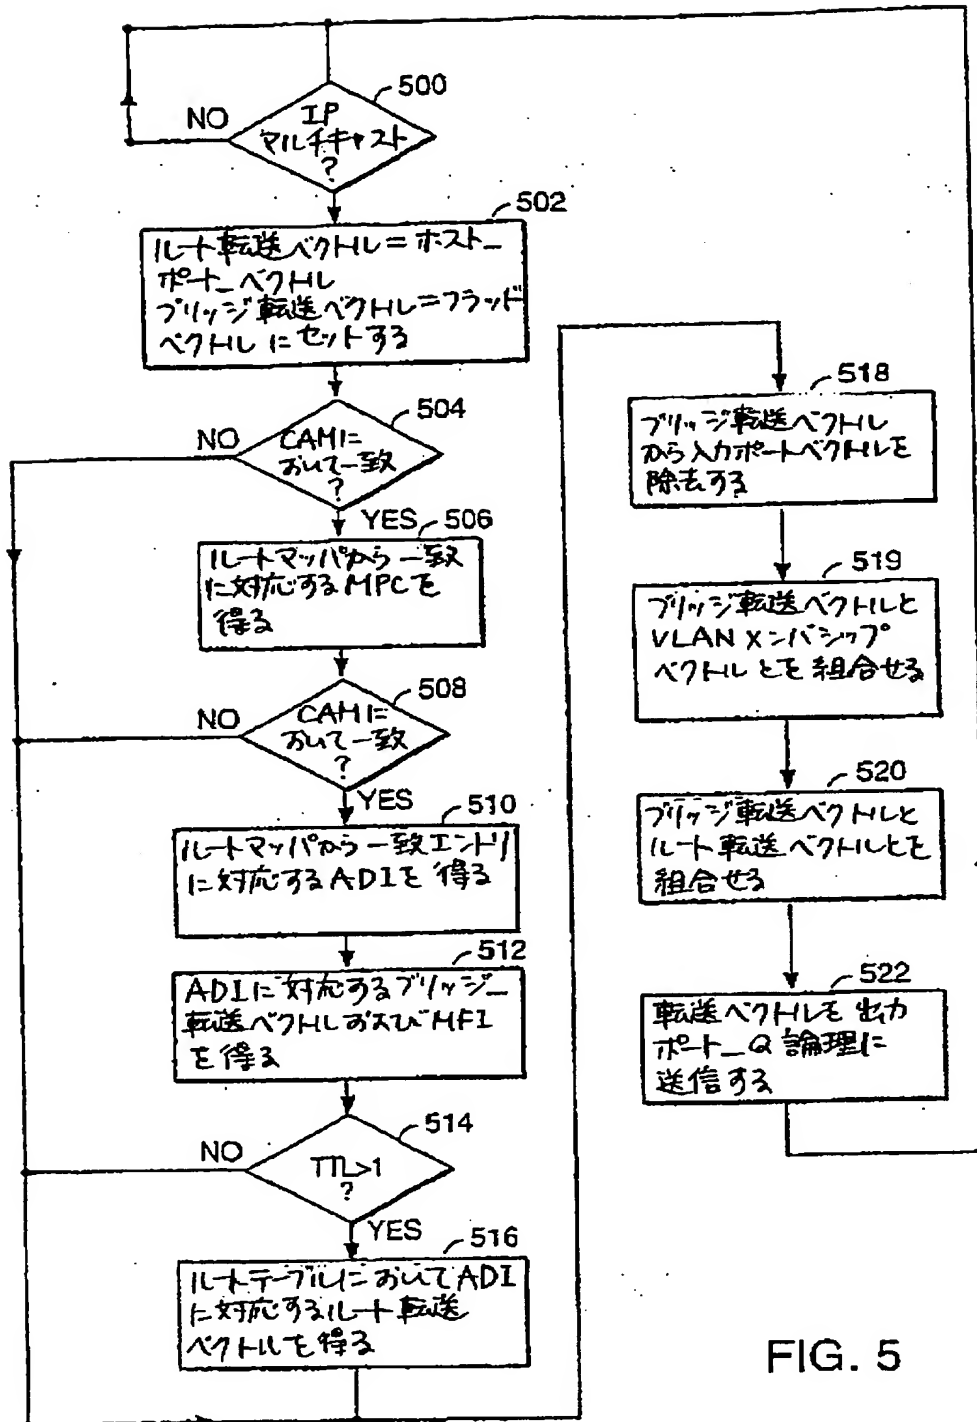 500
NO
IP
マルチキャスト
?
502
ルート転送ベクトル=ホスト_
ポート_ベクトル
ブリッジ転送ベクトル=フラッド
ベクトル にセットする
504
NO
CAMに
おいて一致
?
YES
506
ルートマッパから一致
に対応するMPCを
得る
508
NO
CAMに
おいて一致
?
YES
510
ルートマッパから一致エントリ
に対応するADIを得る
512
ADIに対応するブリッジ_
転送ベクトルおよびMFI
を得る
514
NO
TTL>1
?
YES
516
ルートテーブルにおいてADI
に対応するルート転送
ベクトルを得る
518
ブリッジ転送ベクトル
から入力ポートベクトルを
除去する
519
ブリッジ転送ベクトルと
VLANメンバシップ
ベクトルとを組合せる
520
ブリッジ転送ベクトルと
ルート転送ベクトルとを
組合せる
522
転送ベクトルを出力
ポート_Q論理に
送信する
FIG. 5